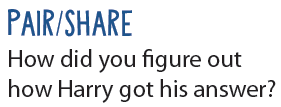 PAIR/SHARE
How did you figure out
how Harry got his answer?